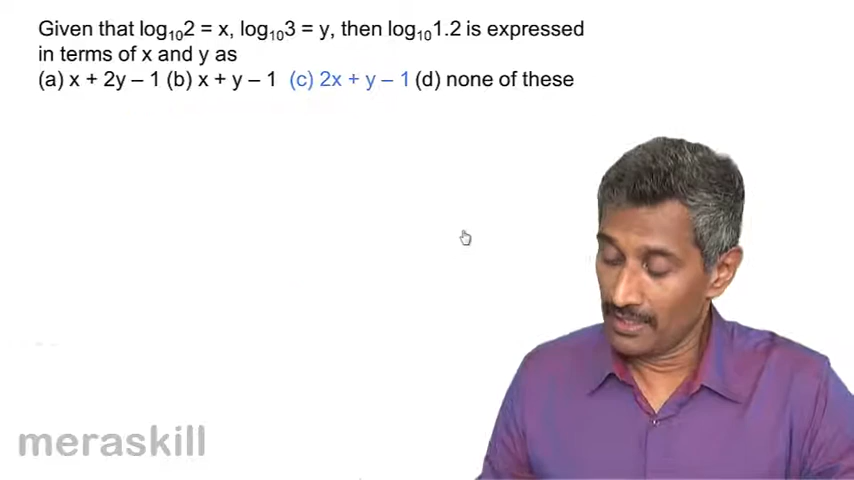 Given that log₁₀2 = x, log₁₀3 = y, then log₁₀1.2 is expressed
in terms of x and y as
(a) x + 2y – 1 (b) x + y – 1 (c) 2x + y – 1 (d) none of these
meraskill